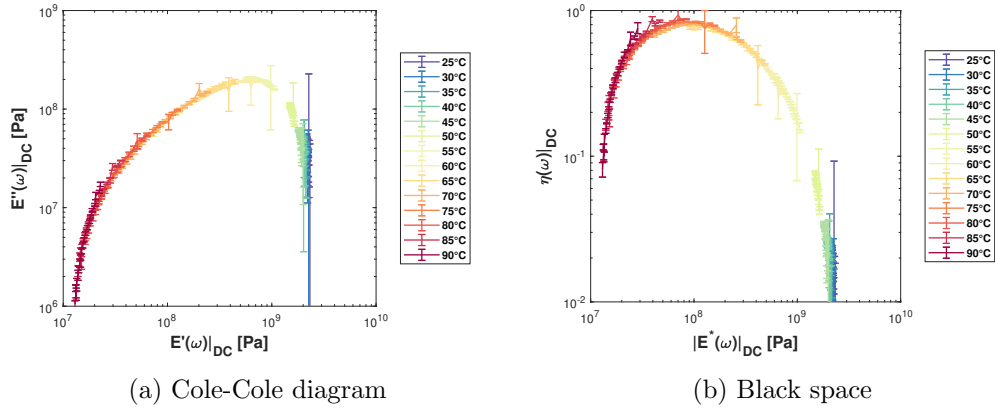 10^9
10^8
10^7
10^6
E''(ω)|DC [Pa]
10^7
10^8
10^9
10^10
E'(ω)|DC [Pa]
25°C
30°C
35°C
40°C
45°C
50°C
55°C
60°C
65°C
70°C
75°C
80°C
85°C
90°C
(a) Cole-Cole diagram
10^0
10^-1
10^-2
η(ω)|DC
10^7
10^8
10^9
10^10
|E*(ω)|DC [Pa]
25°C
30°C
35°C
40°C
45°C
50°C
55°C
60°C
65°C
70°C
75°C
80°C
85°C
90°C
(b) Black space